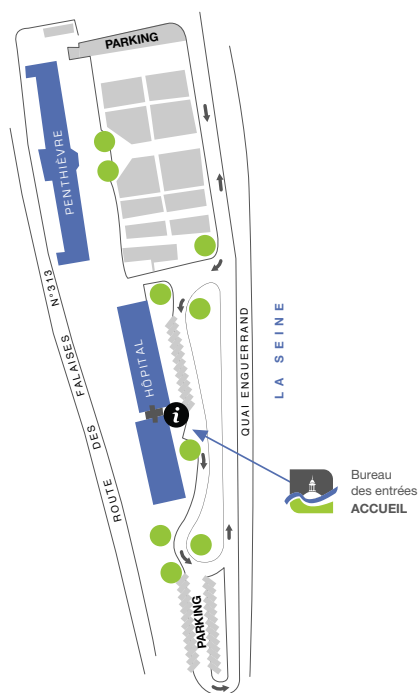 PARKING
PENTHIÈVRE
ROUTE DES FALAISES N°313
HÔPITAL
i
QUAI ENGUERRAND
LA SEINE
Bureau
des entrées
ACCUEIL
PARKING